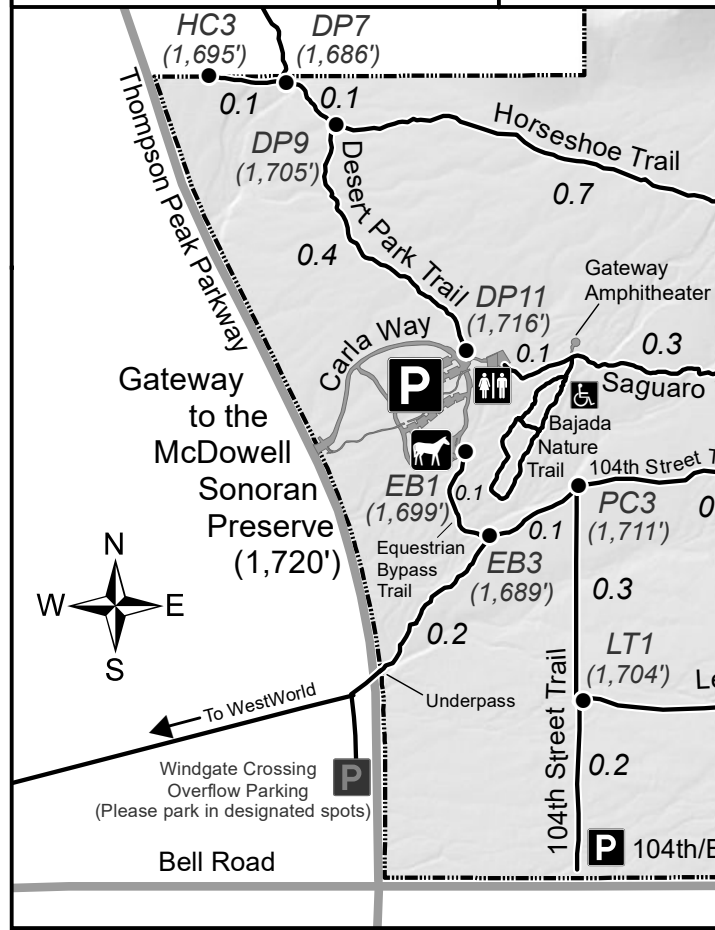 HC3
(1,695')
DP7
(1,686')
0.1
0.1
DP9
(1,705')
Thompson Peak Parkway
Desert Park Trail
Horseshoe Trail
0.7
0.4
Gateway
Amphitheater
DP11
(1,716')
Carla Way
0.1
0.3
P
Saguaro
Gateway
to the
McDowell
Sonoran
Preserve
(1,720')
Bajada
Nature
Trail
104th Street T
EB1
(1,699')
0.1
PC3
(1,711')
0
0.1
Equestrian
Bypass
Trail
EB3
(1,689')
N
W
E
S
0.3
0.2
LT1
(1,704')
Le
104th Street Trail
To WestWorld
Underpass
Windgate Crossing
Overflow Parking
(Please park in designated spots)
P
0.2
P
104th/B
Bell Road